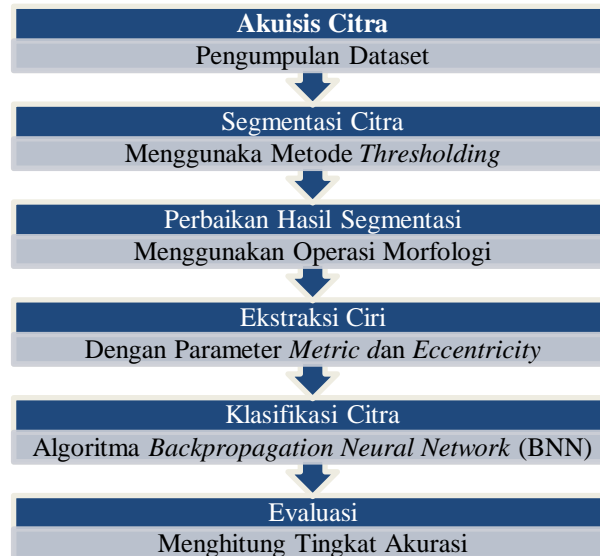 Akuisis Citra
Pengumpulan Dataset
Segmentasi Citra
Menggunaka Metode Thresholding
Perbaikan Hasil Segmentasi
Menggunakan Operasi Morfologi
Ekstraksi Ciri
Dengan Parameter Metric dan Eccentricity
Klasifikasi Citra
Algoritma Backpropagation Neural Network (BNN)
Evaluasi
Menghitung Tingkat Akurasi